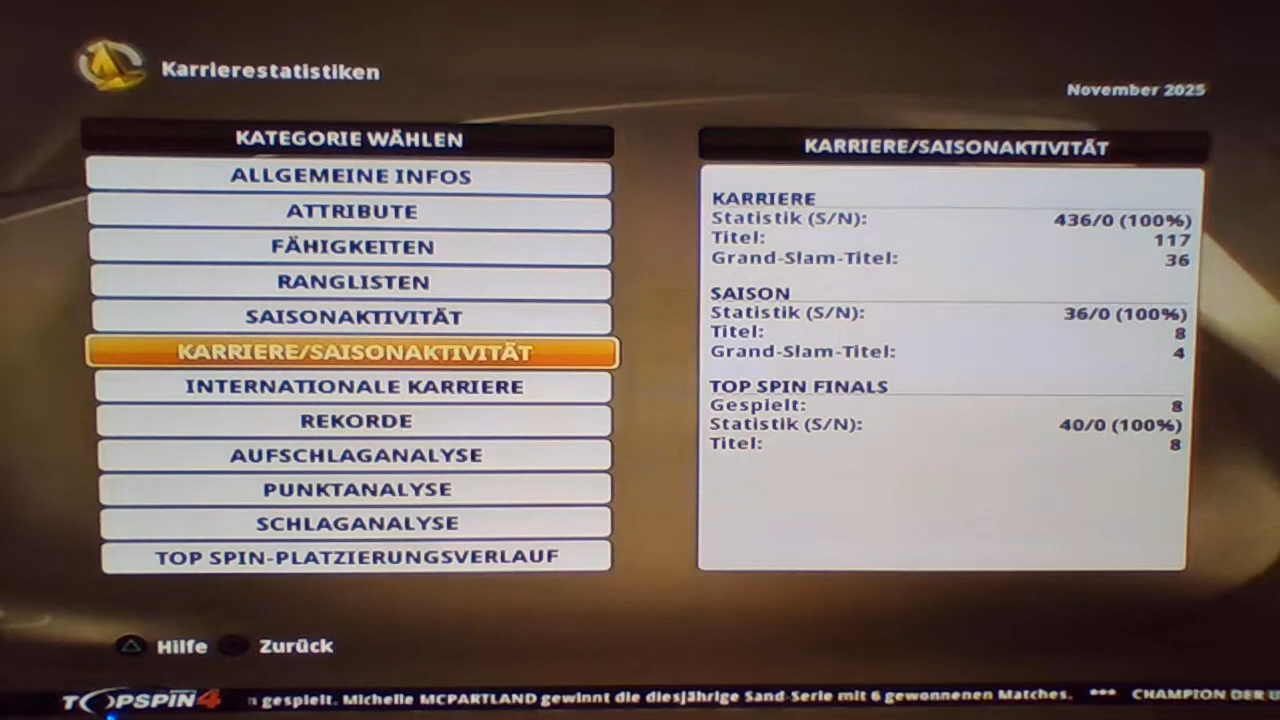 Karrierestatistiken
November 2025
KATEGORIE WÄHLEN
ALLGEMEINE INFOS
ATTRIBUTE
FÄHIGKEITEN
RANGLISTEN
SAISONAKTIVITÄT
KARRIERE/SAISONAKTIVITÄT
INTERNATIONALE KARRIERE
REKORDE
AUFSCHLAGANALYSE
PUNKTANALYSE
SCHLAGANALYSE
TOP SPIN-PLATZIERUNGSVERLAUF
KARRIERE/SAISONAKTIVITÄT
KARRIERE
Statistik (S/N): 436/0 (100%)
Titel: 117
Grand-Slam-Titel: 36
SAISON
Statistik (S/N): 36/0 (100%)
Titel: 8
Grand-Slam-Titel: 4
TOP SPIN FINALS
Gespielt: 8
Statistik (S/N): 40/0 (100%)
Titel: 8
Hilfe Zurück
TOPSPIN 4 n gespielt. Michelle MCPARTLAND gewinnt die diesjährige Sand-Serie mit 6 gewonnenen Matches. *** CHAMPION DER U